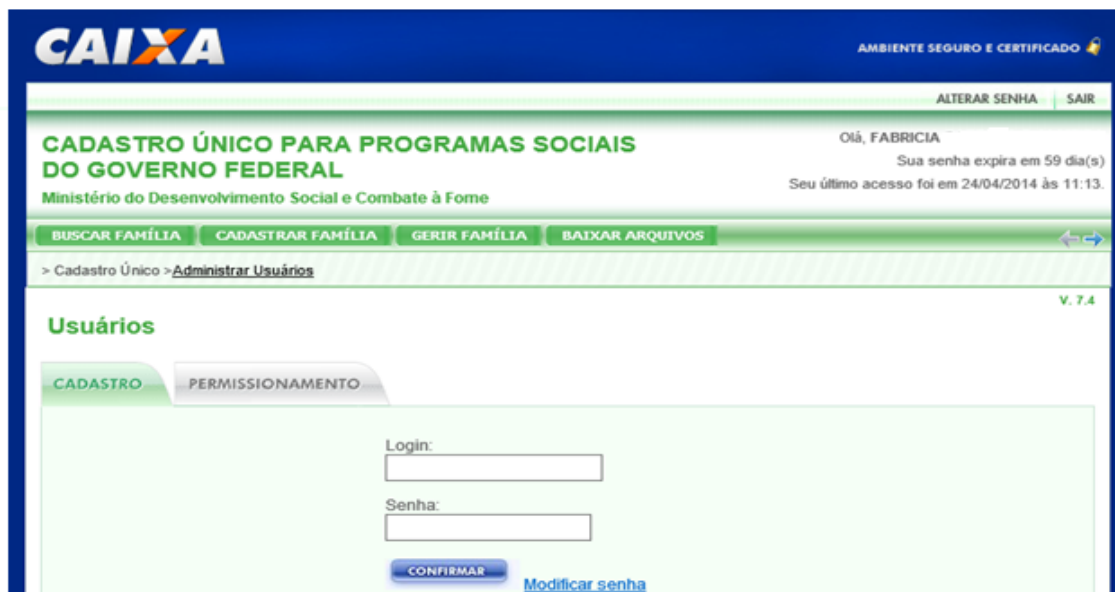 CAIXA
AMBIENTE SEGURO E CERTIFICADO
ALTERAR SENHA SAIR
CADASTRO ÚNICO PARA PROGRAMAS SOCIAIS
DO GOVERNO FEDERAL
Ministério do Desenvolvimento Social e Combate à Fome
Olá, FABRICIA
Sua senha expira em 59 dia(s)
Seu último acesso foi em 24/04/2014 às 11:13.
BUSCAR FAMÍLIA CADASTRAR FAMÍLIA GERIR FAMÍLIA BAIXAR ARQUIVOS
> Cadastro Único >Administrar Usuários
V. 7.4
Usuários
CADASTRO PERMISSIONAMENTO
Login:
Senha:
CONFIRMAR Modificar senha